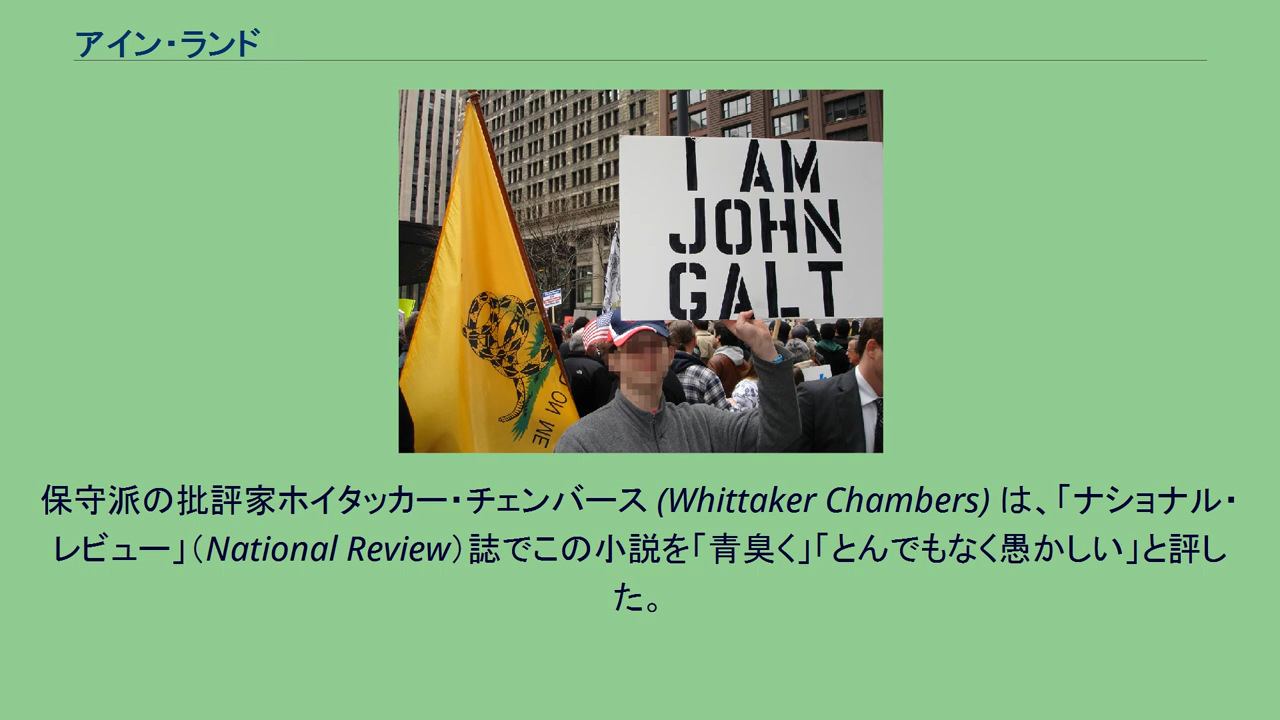 アイン・ランド
I AM
JOHN
GALT
ON ME
保守派の批評家ホイタッカー・チェンバース (Whittaker Chambers) は、「ナショナル・
レビュー」（National Review）誌でこの小説を「青臭く」「とんでもなく愚かしい」と評し
た。